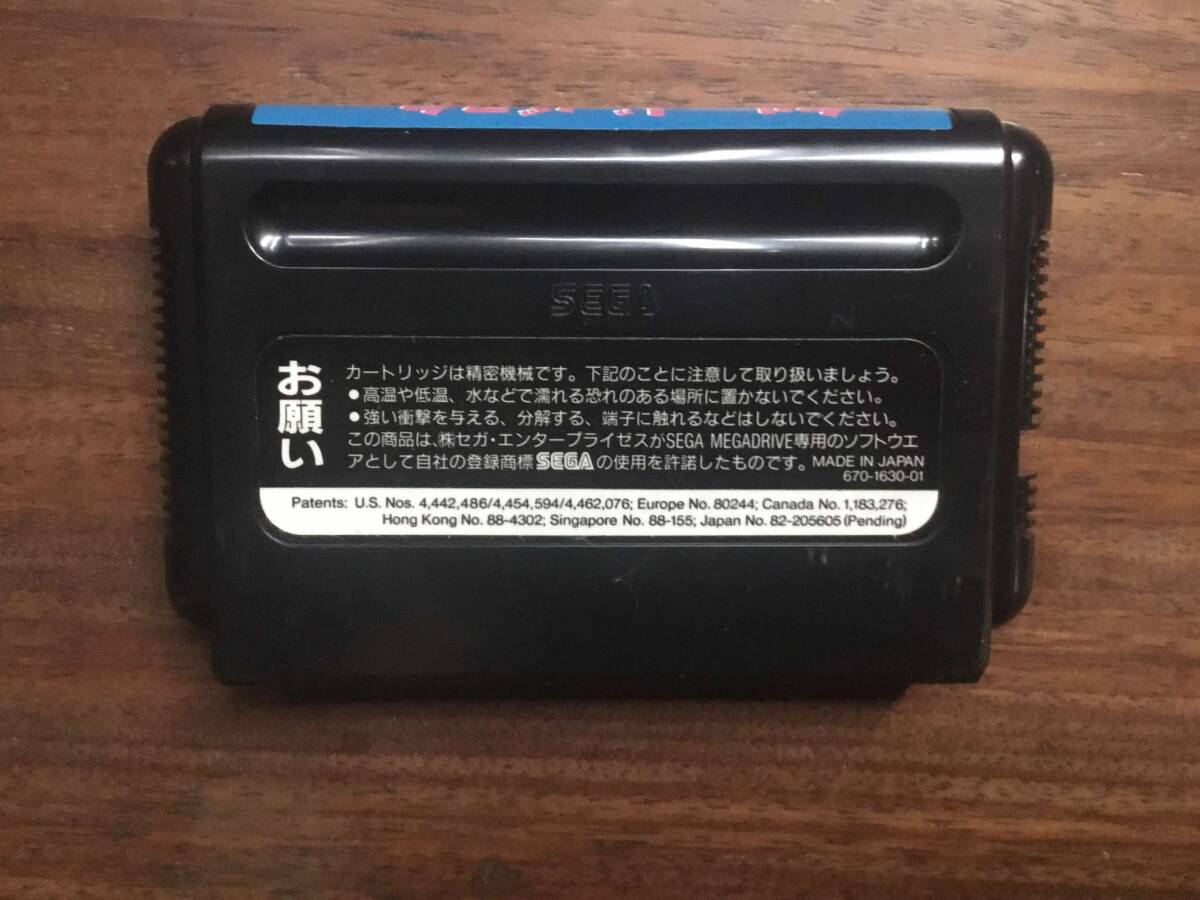 SEGA
お願い
カートリッジは精密機械です。下記のことに注意して取り扱いましょう。
●高温や低温、水などで濡れる恐れのある場所に置かないでください。
●強い衝撃を与える、分解する、端子に触れるなどはしないでください。
この商品は、㈱セガ・エンタープライゼスがSEGA MEGADRIVE専用のソフトウエ
アとして自社の登録商標SEGAの使用を許諾したものです。MADE IN JAPAN
670-1630-01
Patents: U.S. Nos. 4,442,486/4,454,594/4,462,076; Europe No. 80244; Canada No. 1,183,276;
Hong Kong No. 88-4302; Singapore No. 88-155; Japan No. 82-205605 (Pending)